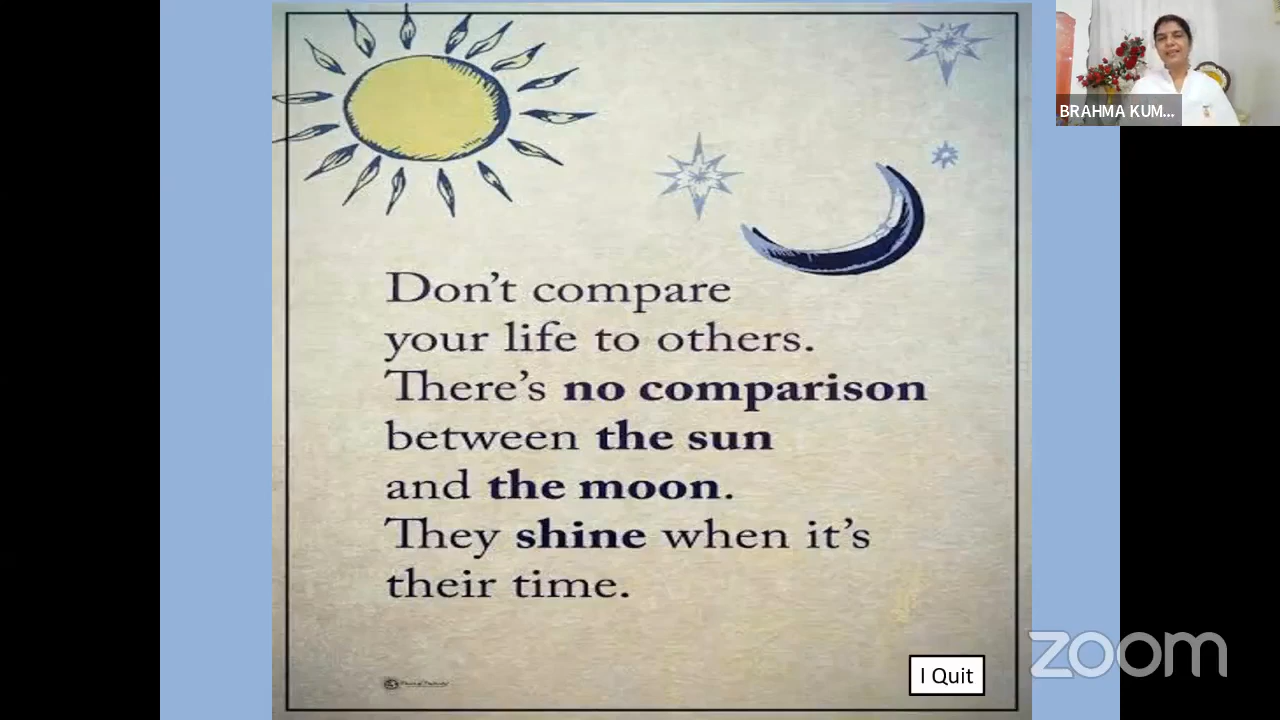 BRAHMA KUM...
Don't compare
your life to others.
There's no comparison
between the sun
and the moon.
They shine when it's
their time.
I Quit
zoom